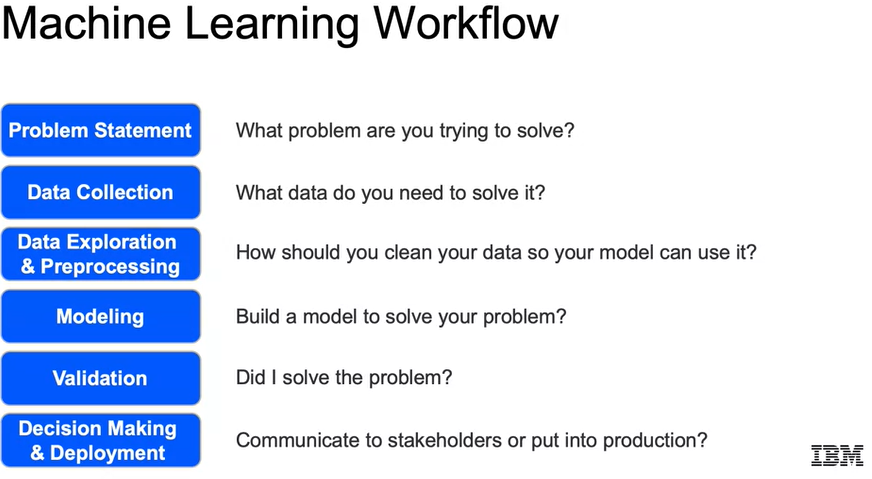 Machine Learning Workflow
Problem Statement
What problem are you trying to solve?
Data Collection
What data do you need to solve it?
Data Exploration
& Preprocessing
How should you clean your data so your model can use it?
Modeling
Build a model to solve your problem?
Validation
Did I solve the problem?
Decision Making
& Deployment
Communicate to stakeholders or put into production?
IBM